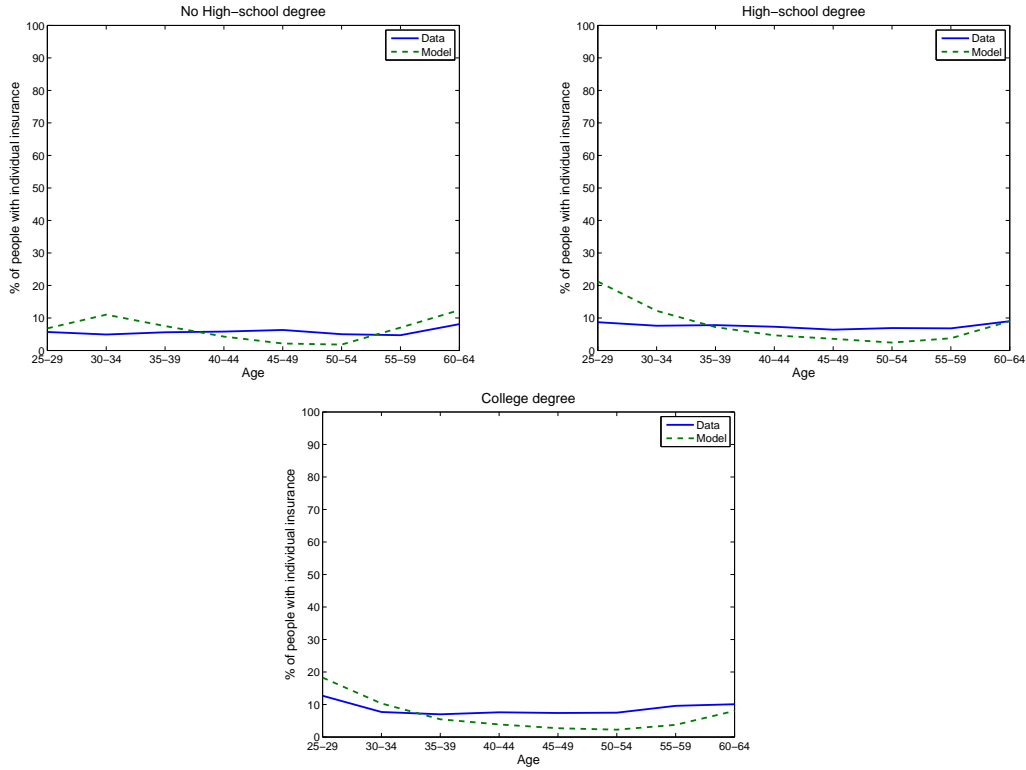 No High−school degree
100
90
80
70
60
50
40
30
20
10
0
% of people with individual insurance
25−29 30−34 35−39 40−44 45−49 50−54 55−59 60−64
Age
Data
Model
High−school degree
100
90
80
70
60
50
40
30
20
10
0
% of people with individual insurance
25−29 30−34 35−39 40−44 45−49 50−54 55−59 60−64
Age
Data
Model
College degree
100
90
80
70
60
50
40
30
20
10
0
% of people with individual insurance
25−29 30−34 35−39 40−44 45−49 50−54 55−59 60−64
Age
Data
Model